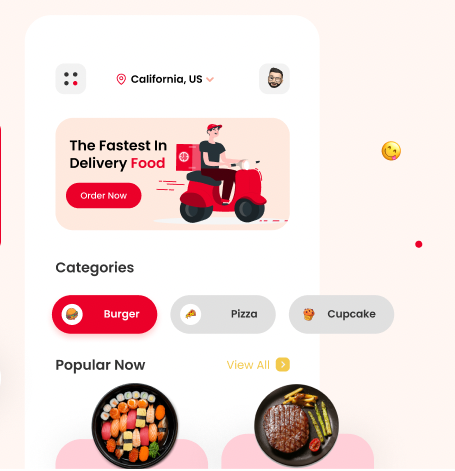 California, US
The Fastest In
Delivery Food
Order Now
Categories
Burger Pizza Cupcake
Popular Now View All